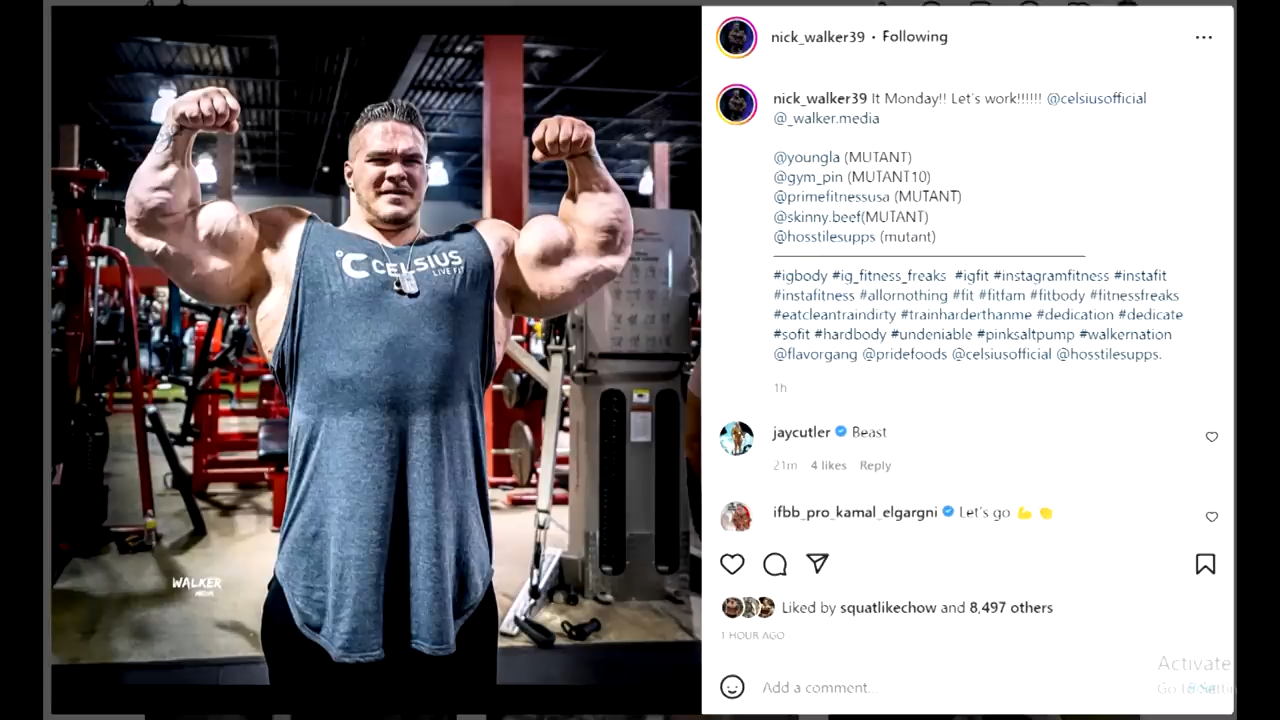 CELSIUS
LIVE FIT
WALKER
MEDIA
nick_walker39 • Following
nick_walker39 It Monday!! Let's work!!!!!! @celsiusofficial
@_walker.media
@youngla (MUTANT)
@gym_pin (MUTANT10)
@primefitnessusa (MUTANT)
@skinny.beef(MUTANT)
@hosstilesupps (mutant)
#igbody #ig_fitness_freaks #igfit #instagramfitness #instafit
#instafitness #allornothing #fit #fitfam #fitbody #fitnessfreaks
#eatcleantraindirty #trainharderthanme #dedication #dedicate
#sofit #hardbody #undeniable #pinksaltpump #walkernation
@flavorgang @pridefoods @celsiusofficial @hosstilesupps.
1h
jaycutler Beast
21m 4 likes Reply
ifbb_pro_kamal_elgargni Let's go 💪 👏
Liked by squatlikechow and 8,497 others
1 HOUR AGO
Add a comment...
Activate
Go to